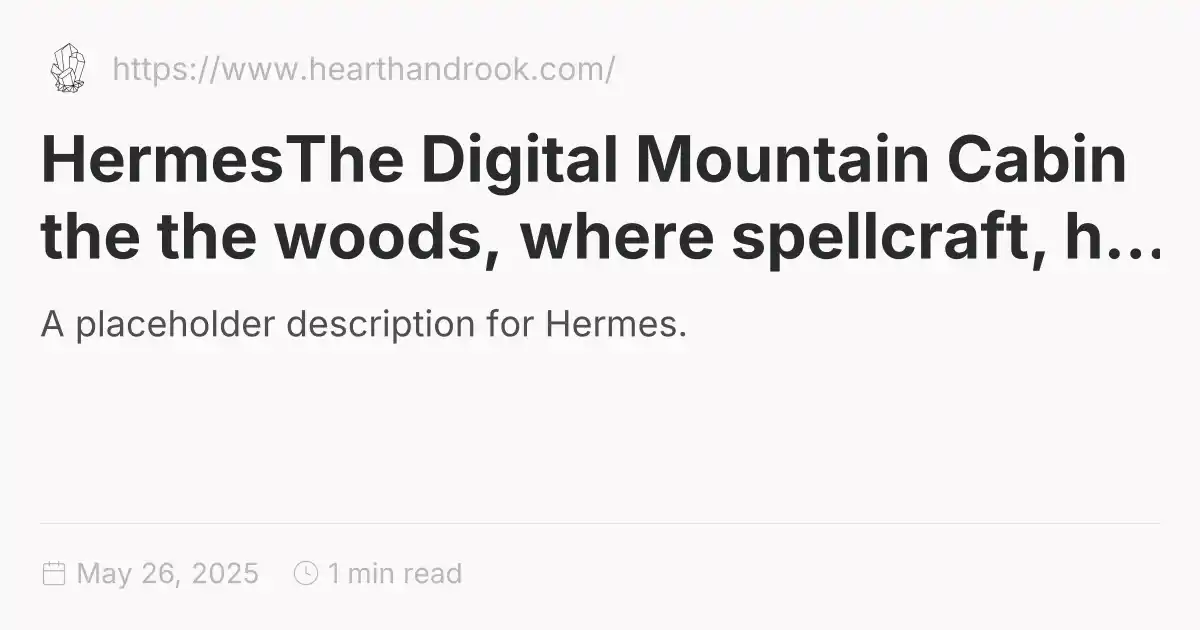 https://www.hearthandrook.com/
HermesThe Digital Mountain Cabin
the the woods, where spellcraft, h...
A placeholder description for Hermes.
May 26, 2025 1 min read